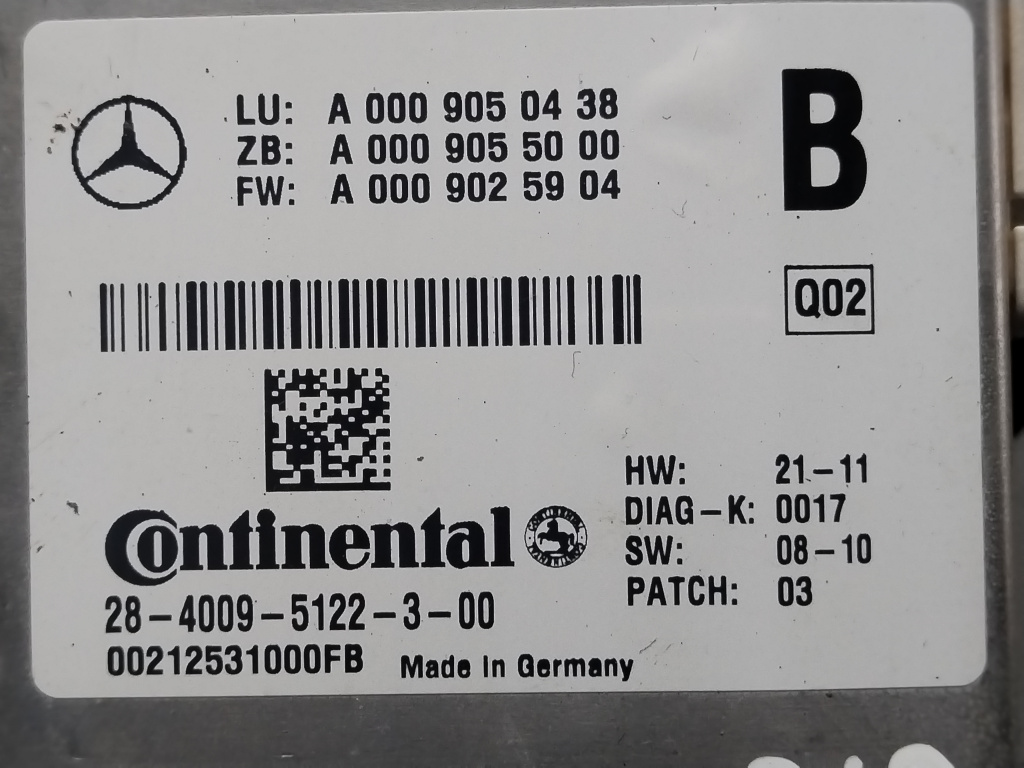 LU: A 000 905 04 38
ZB: A 000 905 50 00
FW: A 000 902 59 04
B
Q02
HW: 21-11
DIAG-K: 0017
SW: 08-10
PATCH: 03
Continental
28-4009-5122-3-00
00212531000FB
Made in Germany